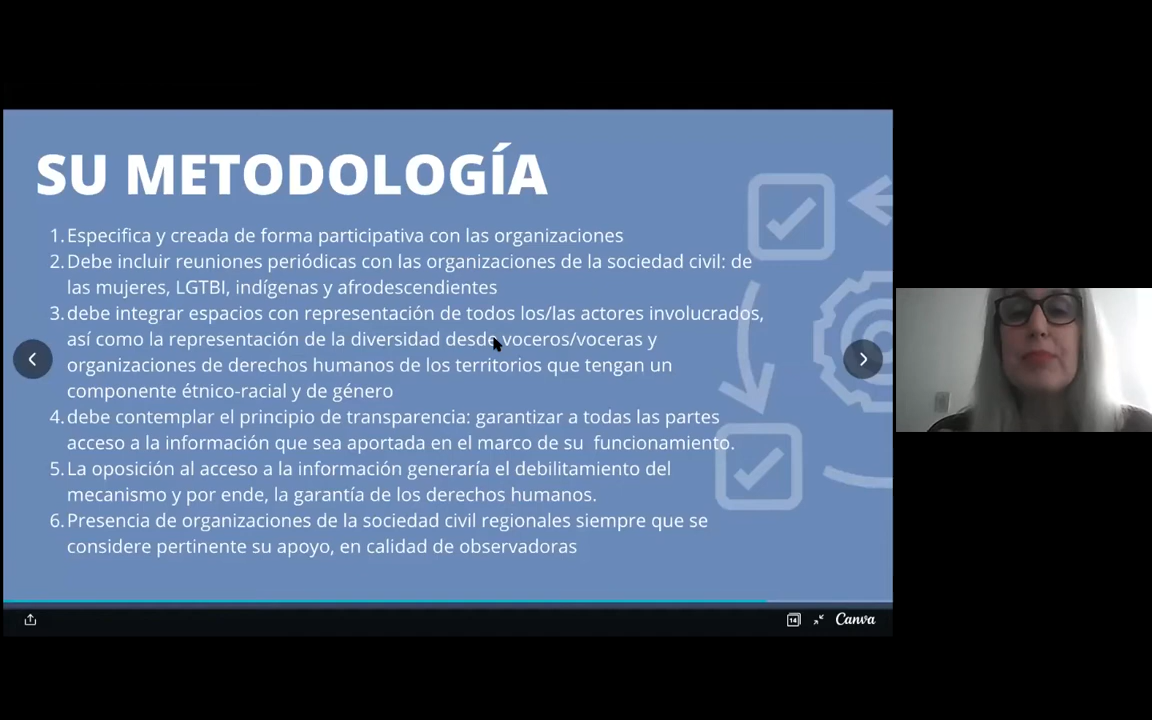 SU METODOLOGÍA
1. Especifica y creada de forma participativa con las organizaciones
2. Debe incluir reuniones periódicas con las organizaciones de la sociedad civil: de
las mujeres, LGTBI, indígenas y afrodescendientes
3. debe integrar espacios con representación de todos los/las actores involucrados,
así como la representación de la diversidad desde voceros/voceras y
organizaciones de derechos humanos de los territorios que tengan un
componente étnico-racial y de género
4. debe contemplar el principio de transparencia: garantizar a todas las partes
acceso a la información que sea aportada en el marco de su funcionamiento.
5. La oposición al acceso a la información generaría el debilitamiento del
mecanismo y por ende, la garantía de los derechos humanos.
6. Presencia de organizaciones de la sociedad civil regionales siempre que se
considere pertinente su apoyo, en calidad de observadoras
14 Canva